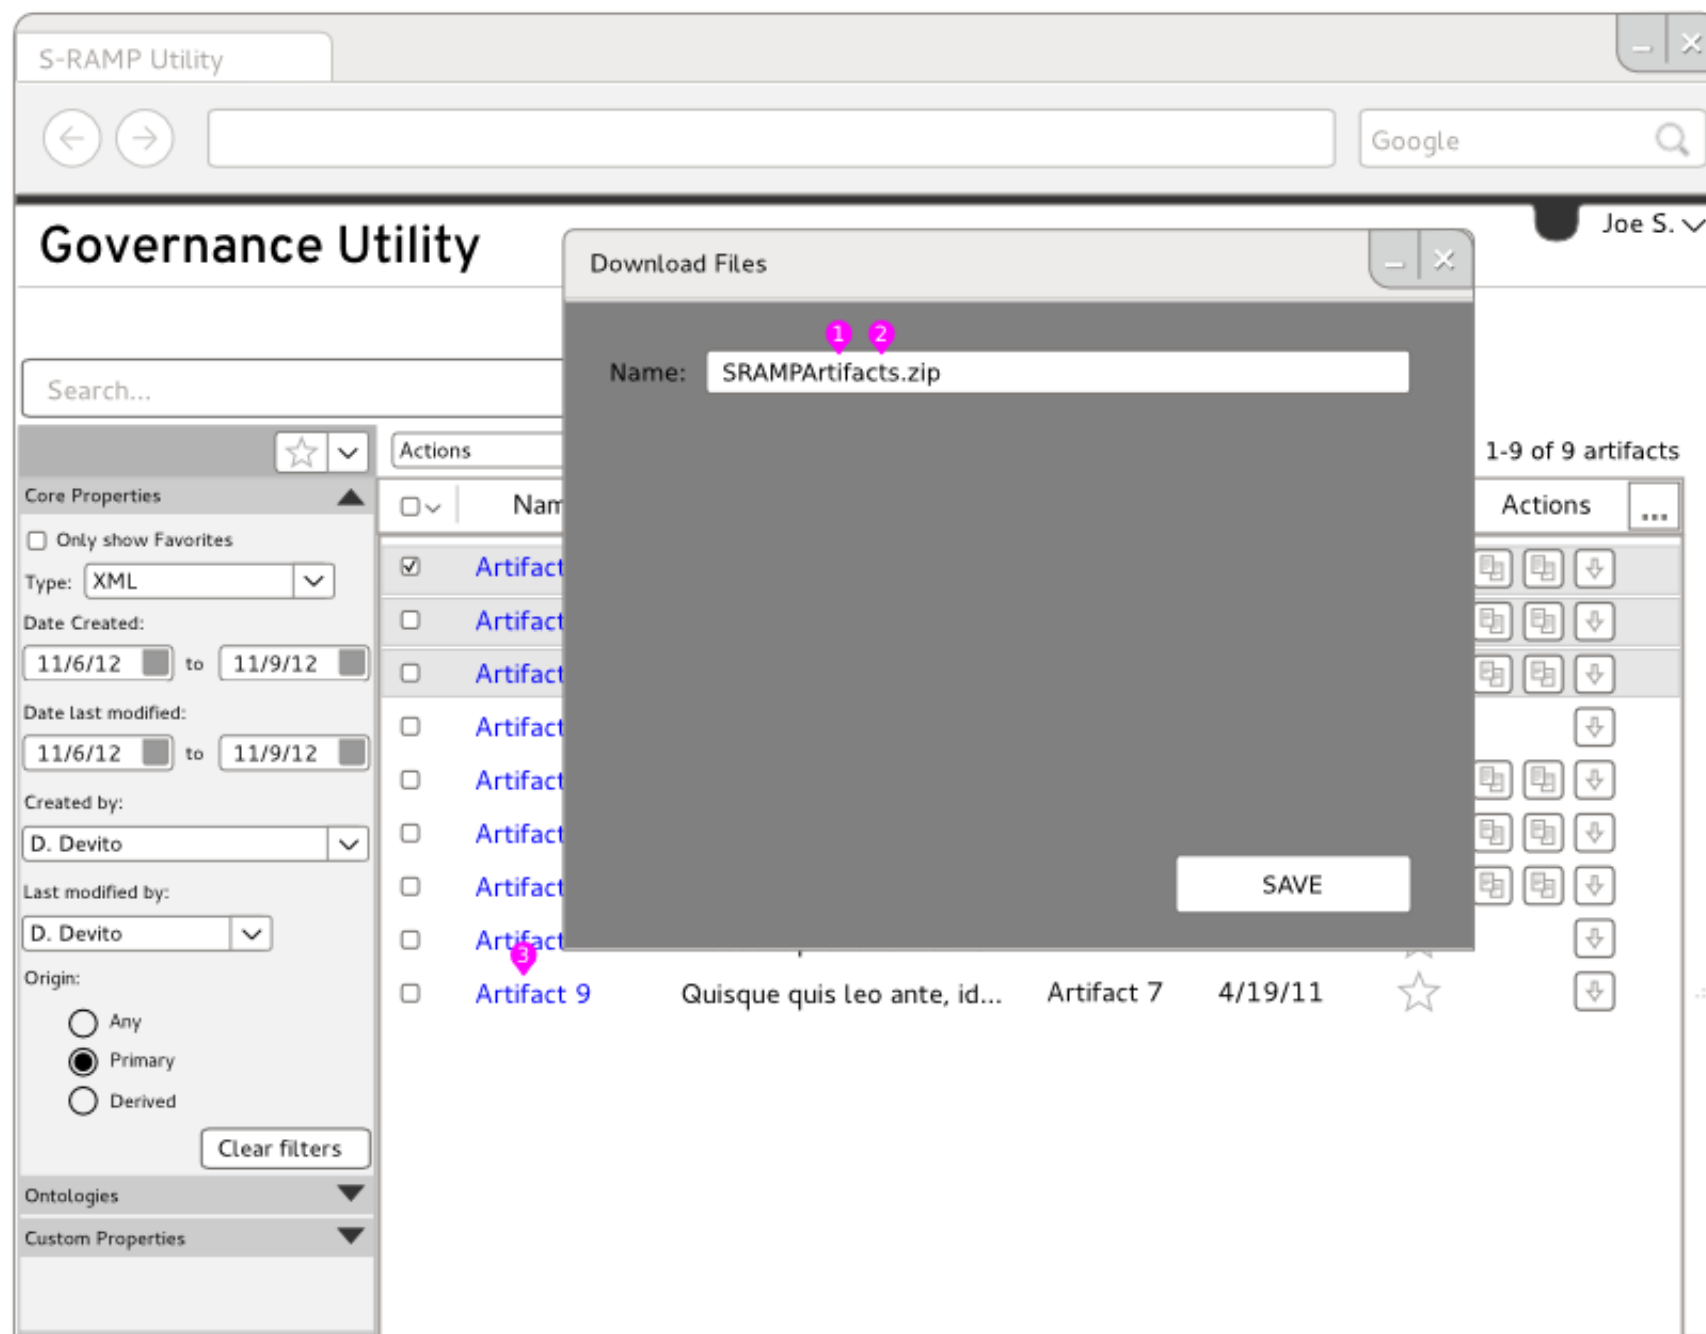 S-RAMP Utility
Google
Governance Utility
Joe S.
Download Files
1 2
Name: SRAMPArtifacts.zip
SAVE
Search...
Actions
1-9 of 9 artifacts
Core Properties
Only show Favorites
Type: XML
Date Created:
11/6/12 to 11/9/12
Date last modified:
11/6/12 to 11/9/12
Created by:
D. Devito
Last modified by:
D. Devito
Origin:
Any
Primary
Derived
Clear filters
Ontologies
Custom Properties
Nam Actions ...
Artifact
Artifact
Artifact
Artifact
Artifact
Artifact
Artifact
Artifact
3
Artifact 9 Quisque quis leo ante, id... Artifact 7 4/19/11